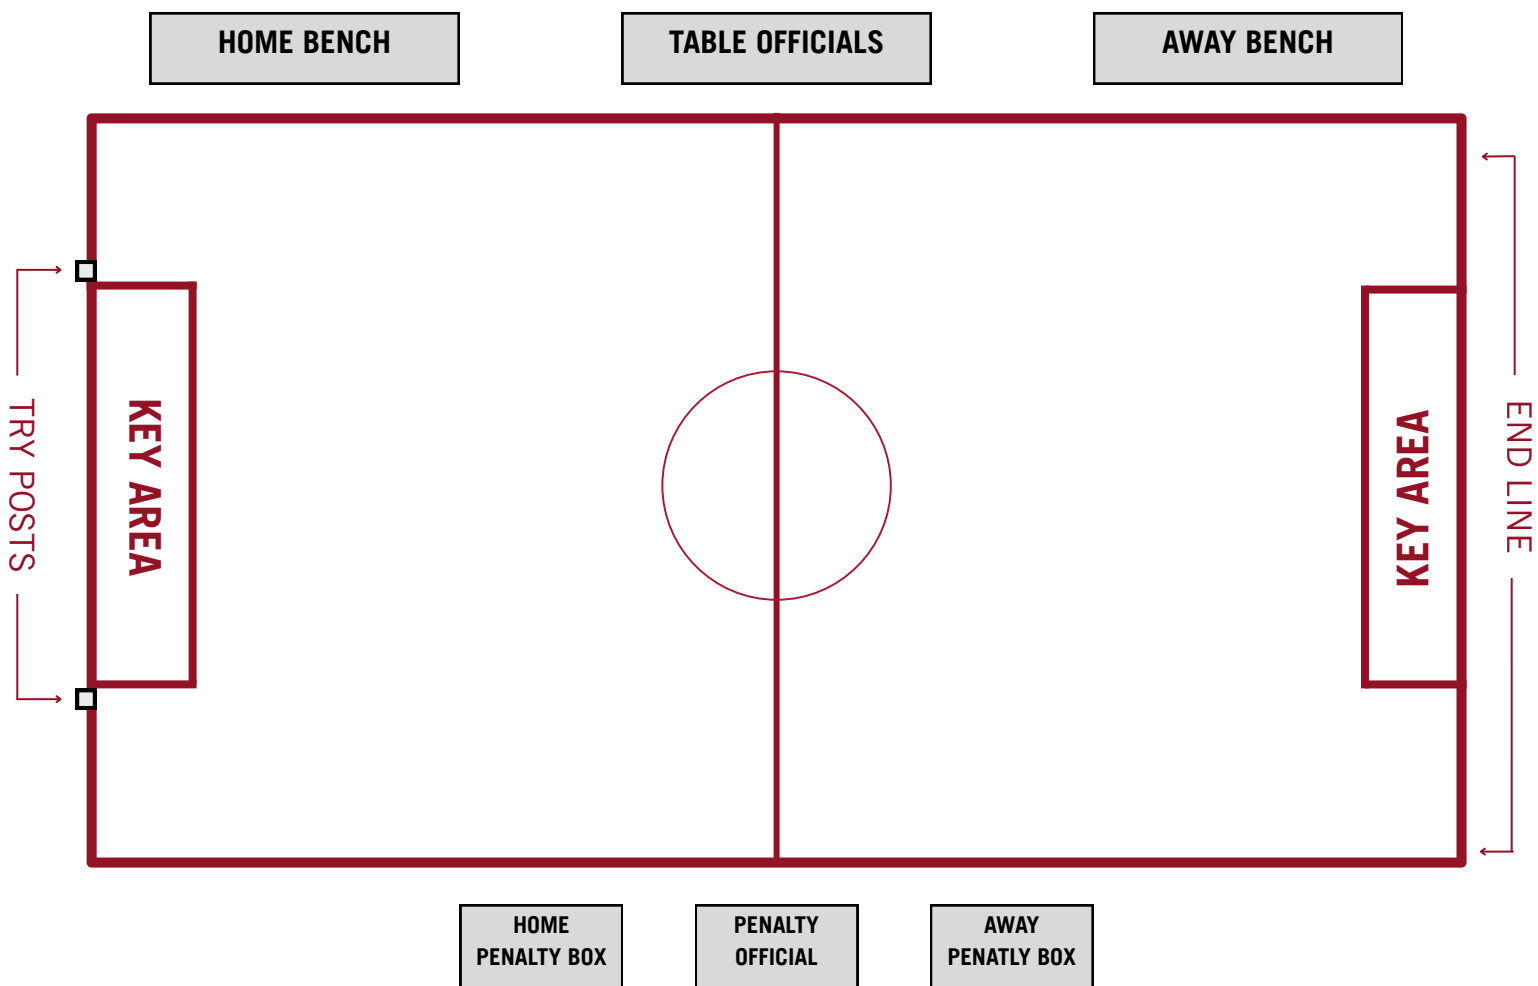 HOME BENCH
TABLE OFFICIALS
AWAY BENCH
TRY POSTS
KEY AREA
KEY AREA
END LINE
HOME
PENALTY BOX
PENALTY
OFFICIAL
AWAY
PENATLY BOX